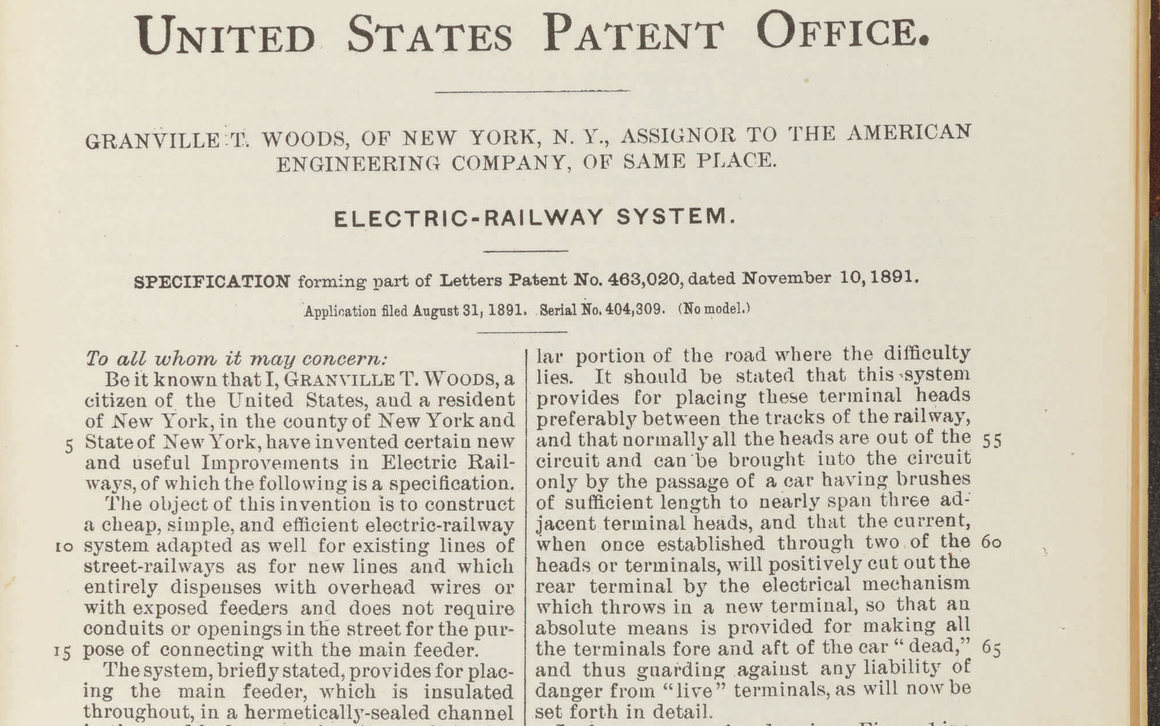 UNITED STATES PATENT OFFICE.
GRANVILLE T. WOODS, OF NEW YORK, N. Y., ASSIGNOR TO THE AMERICAN
ENGINEERING COMPANY, OF SAME PLACE.
ELECTRIC-RAILWAY SYSTEM.
SPECIFICATION forming part of Letters Patent No. 463,020, dated November 10, 1891.
Application filed August 31, 1891. Serial No. 404,309. (No model.)
To all whom it may concern:
Be it known that I, GRANVILLE T. WOODS, a
citizen of the United States, and a resident
of New York, in the county of New York and
5 State of New York, have invented certain new
and useful Improvements in Electric Rail-
ways, of which the following is a specification.
The object of this invention is to construct
a cheap, simple, and efficient electric-railway
10 system adapted as well for existing lines of
street-railways as for new lines and which
entirely dispenses with overhead wires or
with exposed feeders and does not require
conduits or openings in the street for the pur-
15 pose of connecting with the main feeder.
The system, briefly stated, provides for plac-
ing the main feeder, which is insulated
throughout, in a hermetically-sealed channel
lar portion of the road where the difficulty
lies. It should be stated that this system
provides for placing these terminal heads
preferably between the tracks of the railway,
and that normally all the heads are out of the 55
circuit and can be brought into the circuit
only by the passage of a car having brushes
of sufficient length to nearly span three ad-
jacent terminal heads, and that the current,
when once established through two of the 60
heads or terminals, will positively cut out the
rear terminal by the electrical mechanism
which throws in a new terminal, so that an
absolute means is provided for making all
the terminals fore and aft of the car "dead," 65
and thus guarding against any liability of
danger from "live" terminals, as will now be
set forth in detail.